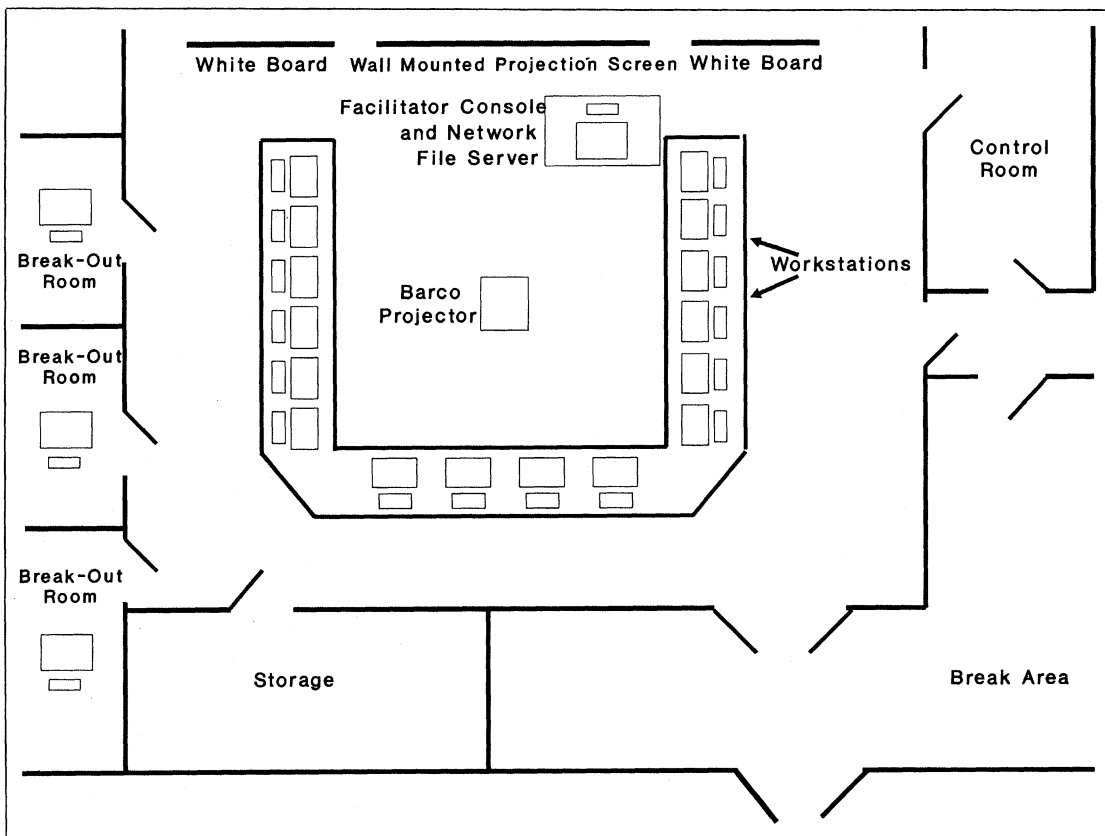 White Board
Wall Mounted Projection Screen
White Board
Facilitator Console
and Network
File Server
Control
Room
Break-Out
Room
Workstations
Barco
Projector
Break-Out
Room
Break-Out
Room
Storage
Break Area